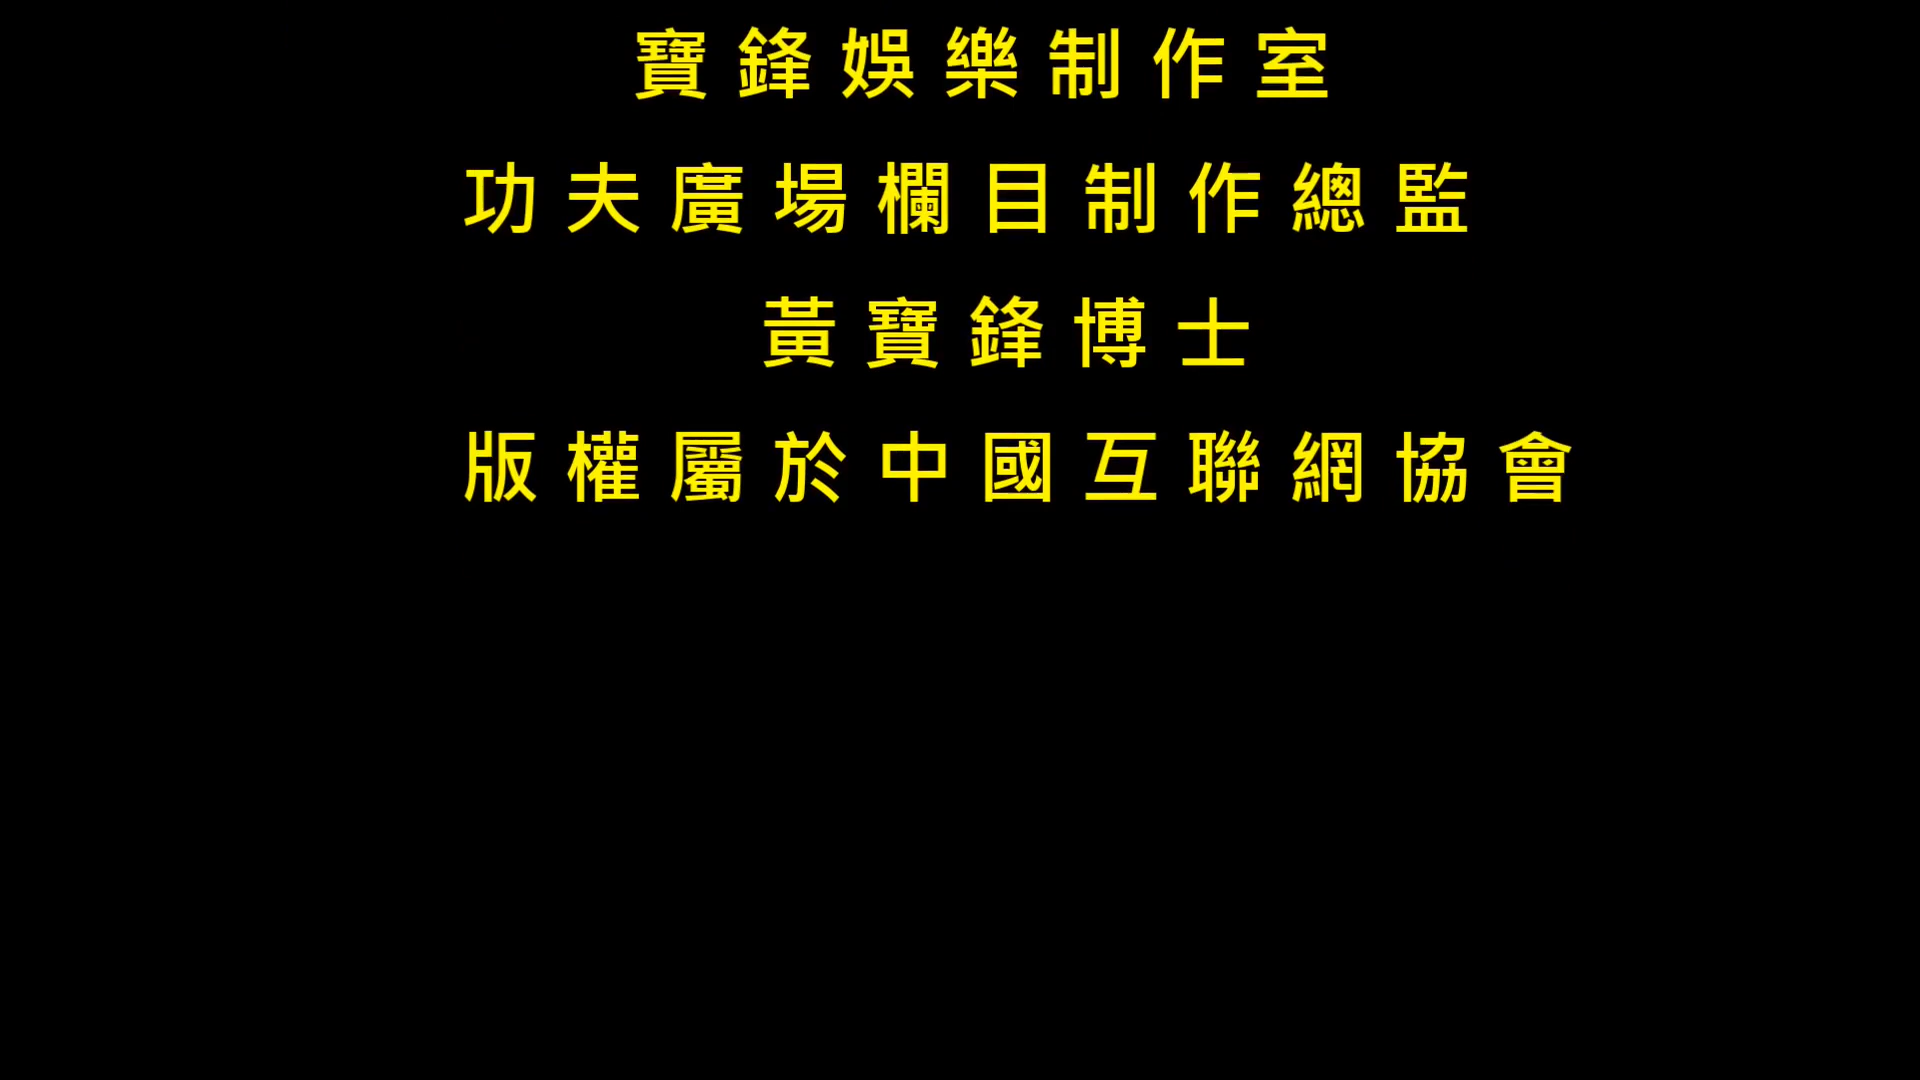 寶鋒娛樂制作室
功夫廣場欄目制作總監
黃寶鋒博士
版權屬於中國互聯網協會